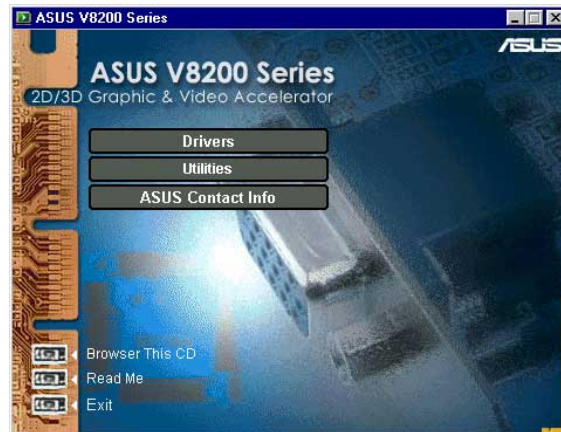 ASUS V8200 Series
ASUS
ASUS V8200 Series
2D/3D Graphic & Video Accelerator
Drivers
Utilities
ASUS Contact Info
Browser This CD
Read Me
Exit